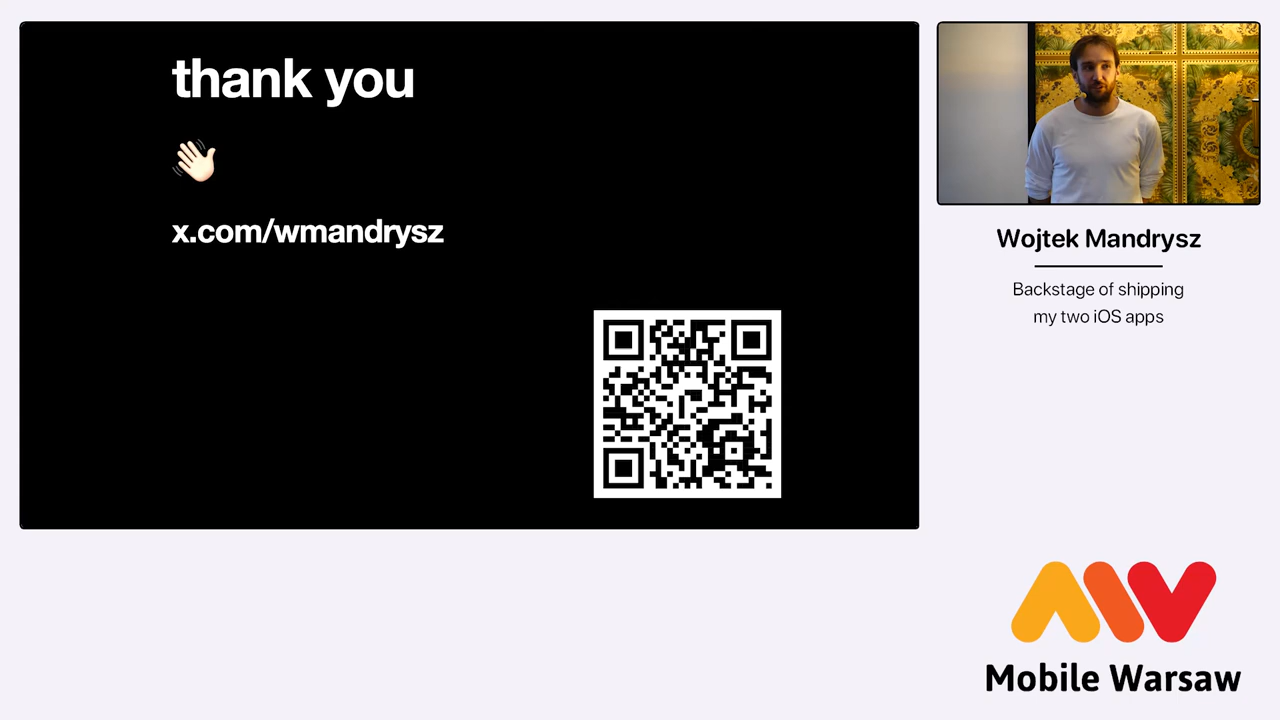 thank you
👋🏻
x.com/wmandrysz
Wojtek Mandrysz
Backstage of shipping
my two iOS apps
Mobile Warsaw